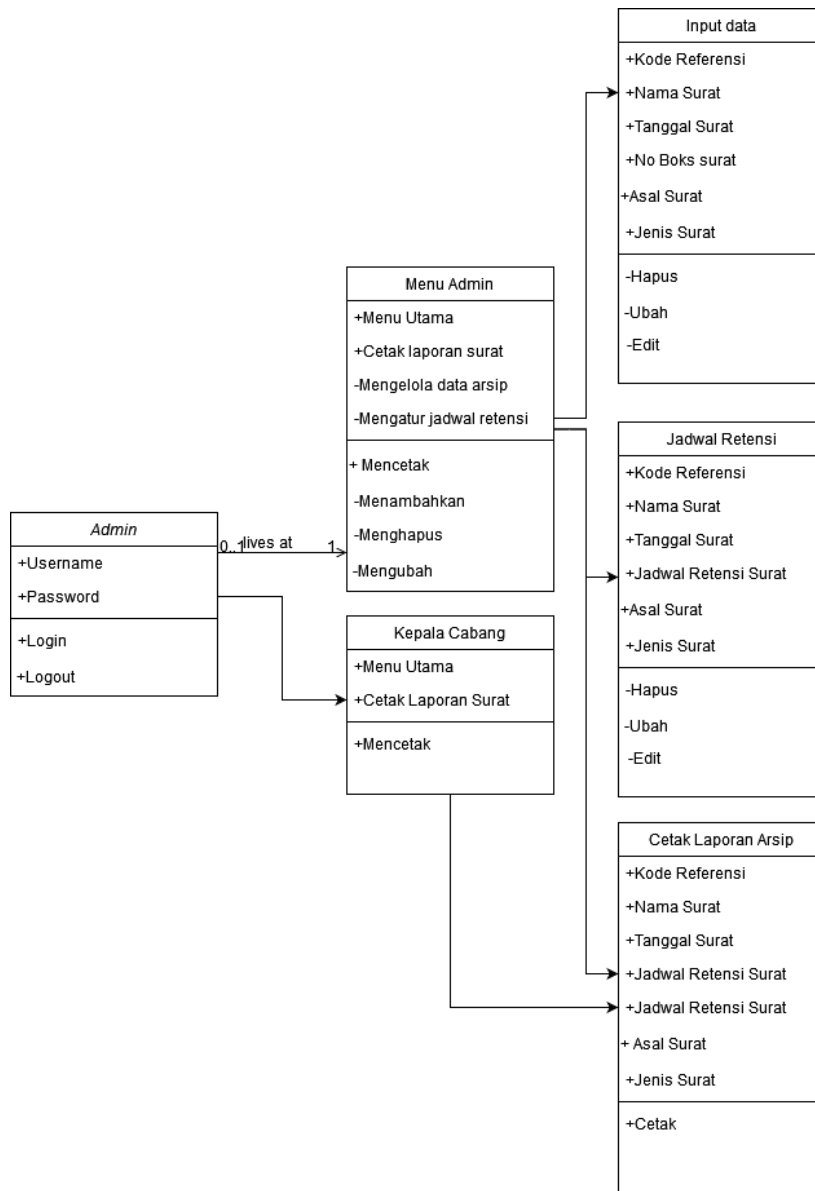 Input data
+Kode Referensi
+Nama Surat
+Tanggal Surat
+No Boks surat
+Asal Surat
+Jenis Surat
-Hapus
-Ubah
-Edit
Menu Admin
+Menu Utama
+Cetak laporan surat
-Mengelola data arsip
-Mengatur jadwal retensi
+ Mencetak
-Menambahkan
-Menghapus
-Mengubah
Jadwal Retensi
+Kode Referensi
+Nama Surat
+Tanggal Surat
+Jadwal Retensi Surat
+Asal Surat
+Jenis Surat
-Hapus
-Ubah
-Edit
Admin
+Username
+Password
+Login
+Logout
0..1 lives at 1
Kepala Cabang
+Menu Utama
+Cetak Laporan Surat
+Mencetak
Cetak Laporan Arsip
+Kode Referensi
+Nama Surat
+Tanggal Surat
+Jadwal Retensi Surat
+Jadwal Retensi Surat
+ Asal Surat
+Jenis Surat
+Cetak